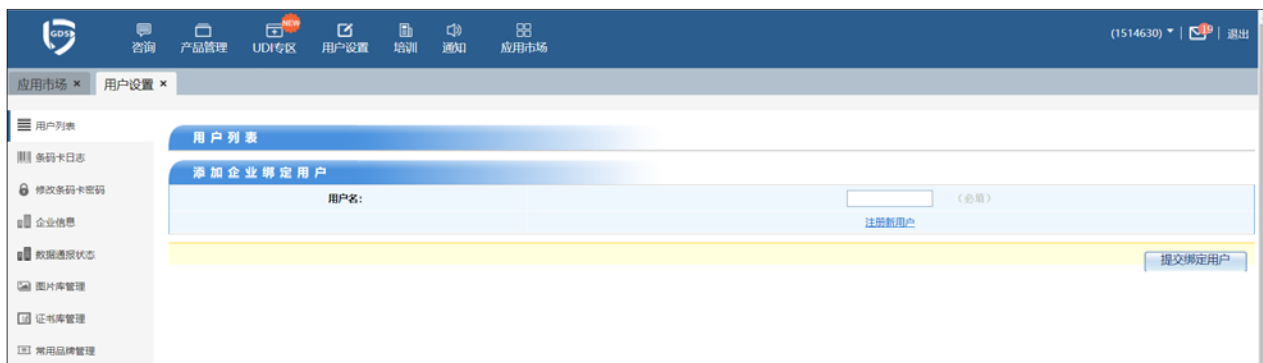 GDSN
NEW
咨询 产品管理 UDI专区 用户设置 培训 通知 应用市场
(1514630) | 19 | 退出
应用市场 × 用户设置 ×
用户列表
条码卡日志
修改条码卡密码
企业信息
数据通报状态
图片库管理
证书库管理
常用品牌管理
用户列表
添加企业绑定用户
用户名: (必填)
注册新用户
提交绑定用户